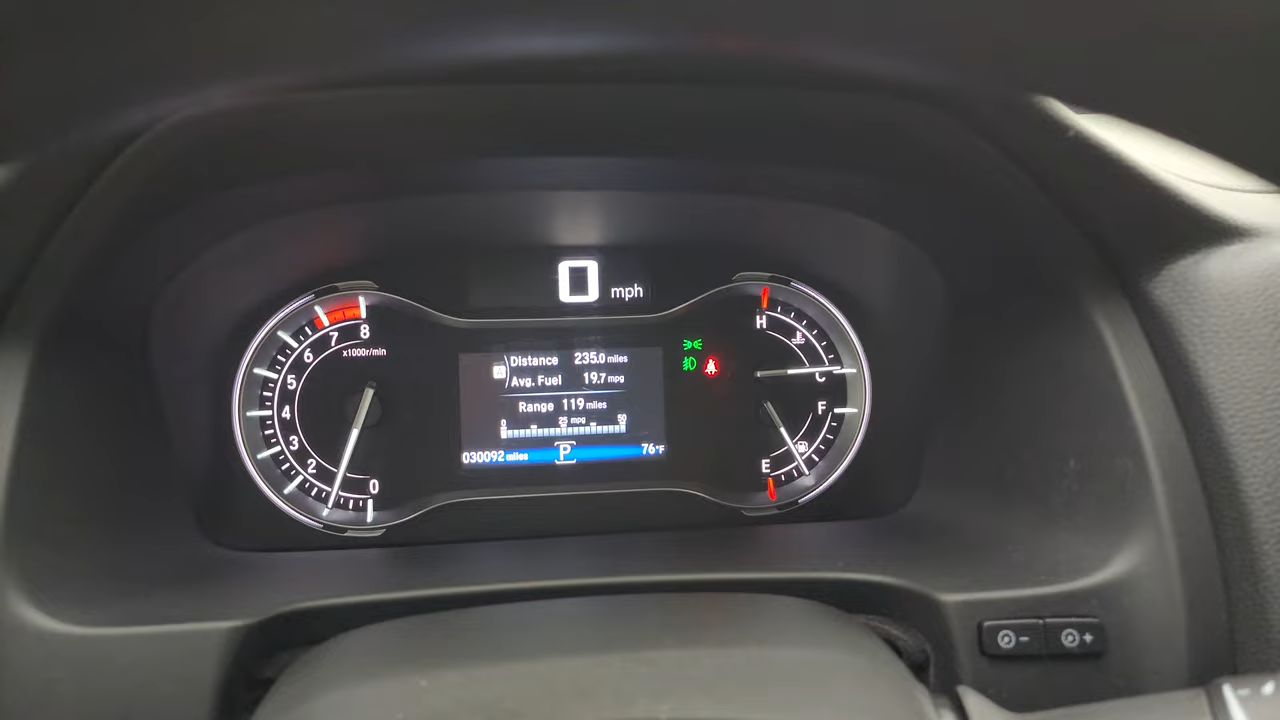 0 mph
8
7
6
x1000r/min
5
4
3
2
0
A
Distance 235.0 miles
Avg. Fuel 19.7 mpg
Range 119 miles
0 25 mpg 50
030092 miles P 76°F
H
C
F
E
-
+